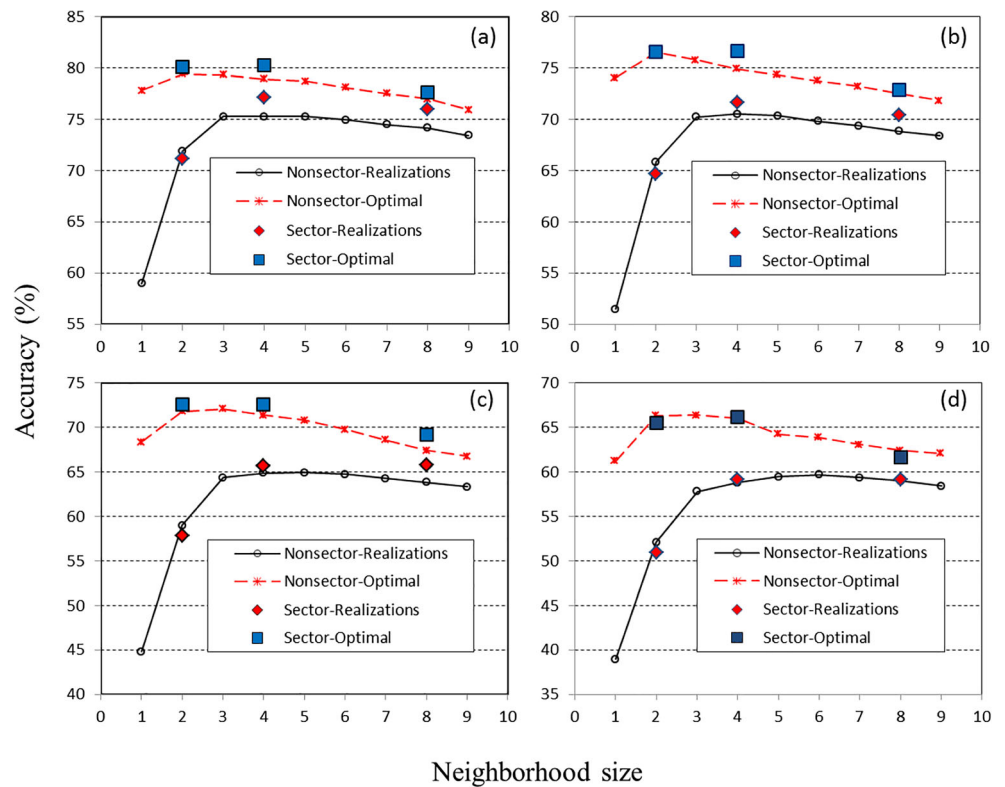 Accuracy (%)
85
80
75
70
65
60
55
0 1 2 3 4 5 6 7 8 9 10
(a)
Nonsector-Realizations
Nonsector-Optimal
Sector-Realizations
Sector-Optimal
80
75
70
65
60
55
50
0 1 2 3 4 5 6 7 8 9 10
(b)
Nonsector-Realizations
Nonsector-Optimal
Sector-Realizations
Sector-Optimal
75
70
65
60
55
50
45
40
0 1 2 3 4 5 6 7 8 9 10
(c)
Nonsector-Realizations
Nonsector-Optimal
Sector-Realizations
Sector-Optimal
70
65
60
55
50
45
40
35
0 1 2 3 4 5 6 7 8 9 10
(d)
Nonsector-Realizations
Nonsector-Optimal
Sector-Realizations
Sector-Optimal
Neighborhood size